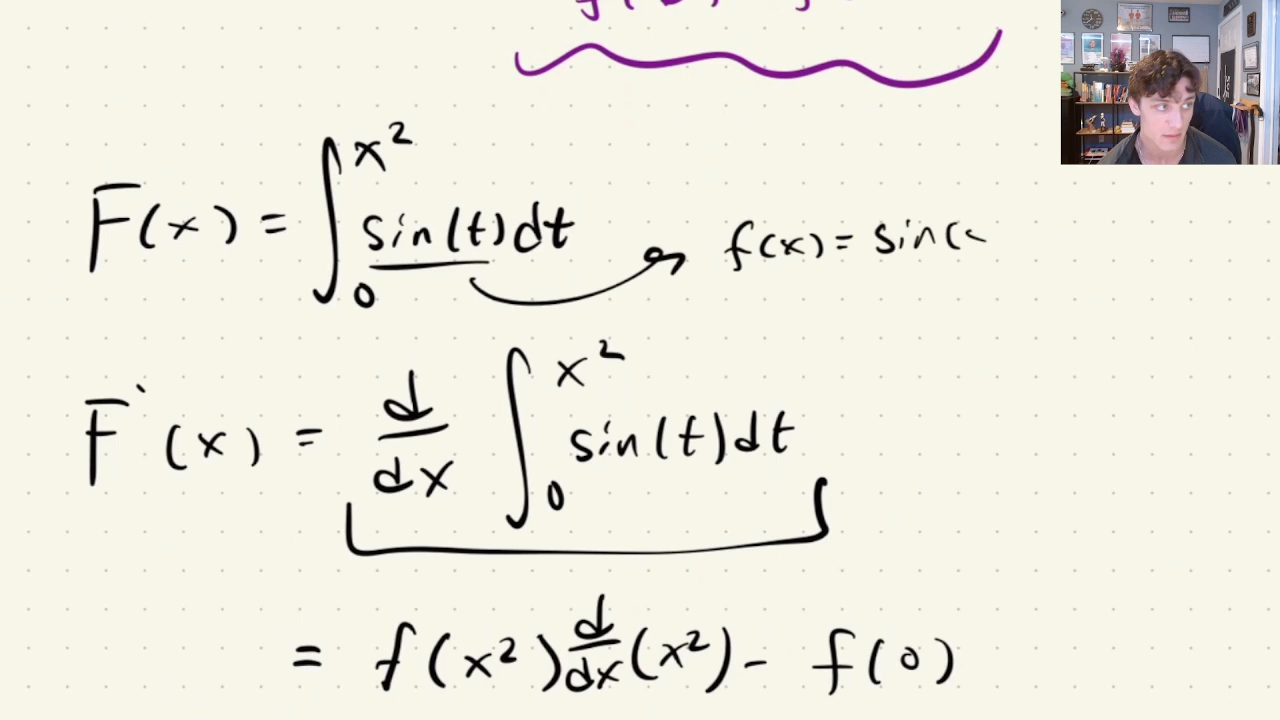 F(x) = ∫₀^x² sin(t)dt
f(x) = sin(
F`(x) = d/dx ∫₀^x² sin(t)dt
= f(x²) d/dx (x²) - f(0)